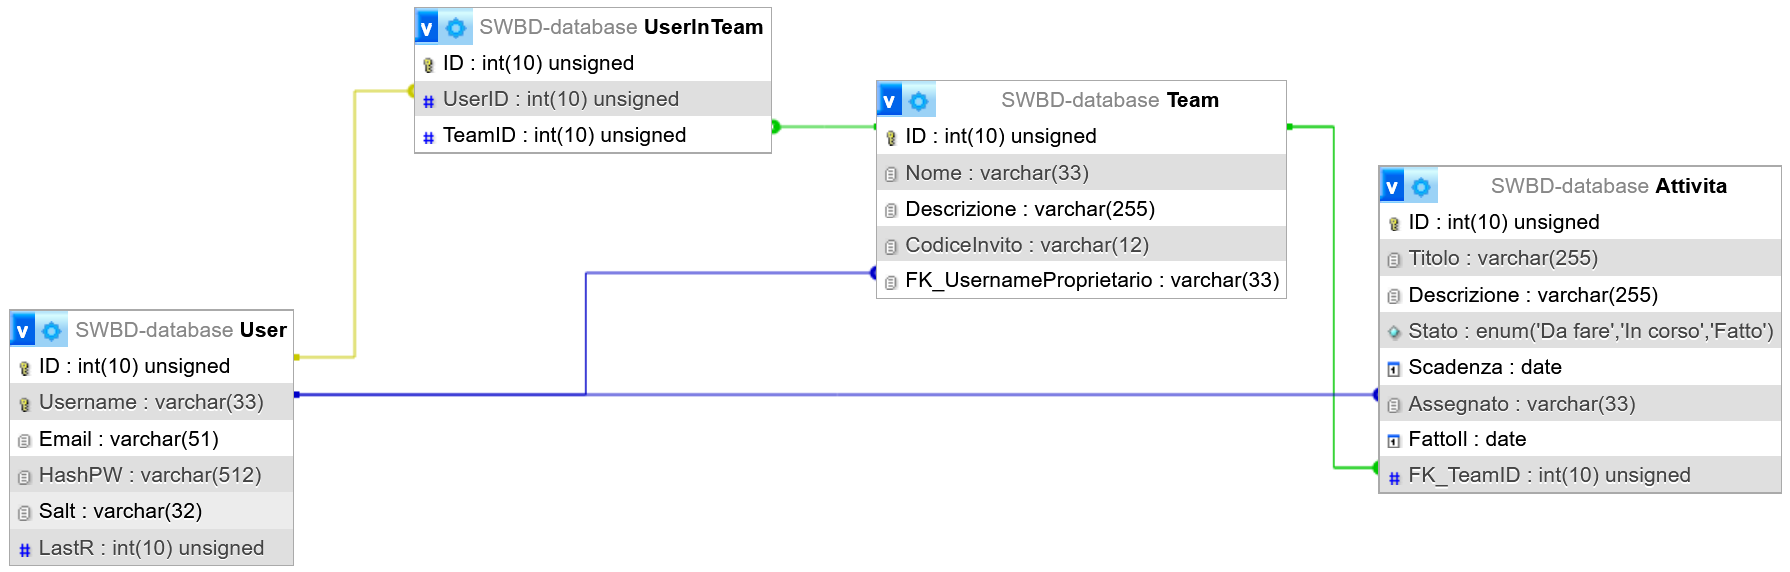 v SWBD-database UserInTeam
ID : int(10) unsigned
# UserID : int(10) unsigned
# TeamID : int(10) unsigned
v SWBD-database Team
ID : int(10) unsigned
Nome : varchar(33)
Descrizione : varchar(255)
CodiceInvito : varchar(12)
FK_UsernameProprietario : varchar(33)
v SWBD-database Attivita
ID : int(10) unsigned
Titolo : varchar(255)
Descrizione : varchar(255)
Stato : enum('Da fare','In corso','Fatto')
Scadenza : date
Assegnato : varchar(33)
FattoIl : date
# FK_TeamID : int(10) unsigned
v SWBD-database User
ID : int(10) unsigned
Username : varchar(33)
Email : varchar(51)
HashPW : varchar(512)
Salt : varchar(32)
# LastR : int(10) unsigned